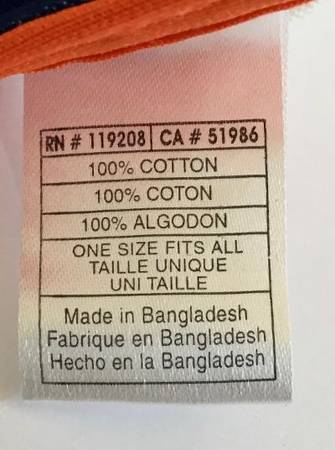 RN # 119208 CA # 51986
100% COTTON
100% COTON
100% ALGODON
ONE SIZE FITS ALL
TAILLE UNIQUE
UNI TAILLE
Made in Bangladesh
Fabrique en Bangladesh
Hecho en la Bangladesh